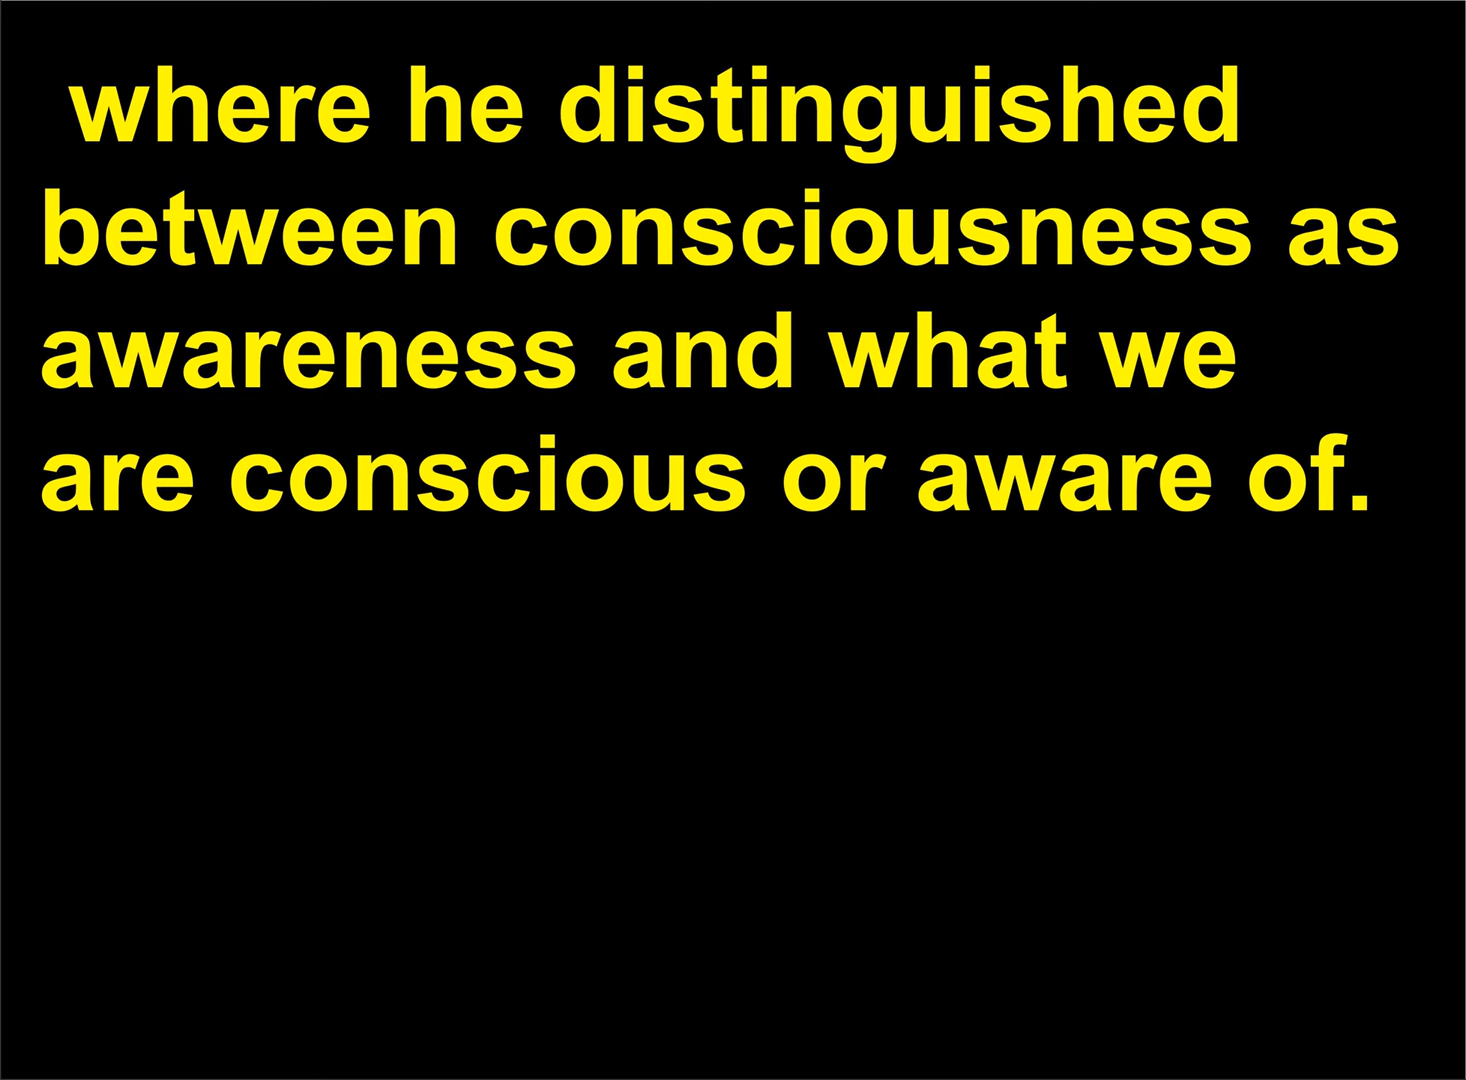 where he distinguished
between consciousness as
awareness and what we
are conscious or aware of.